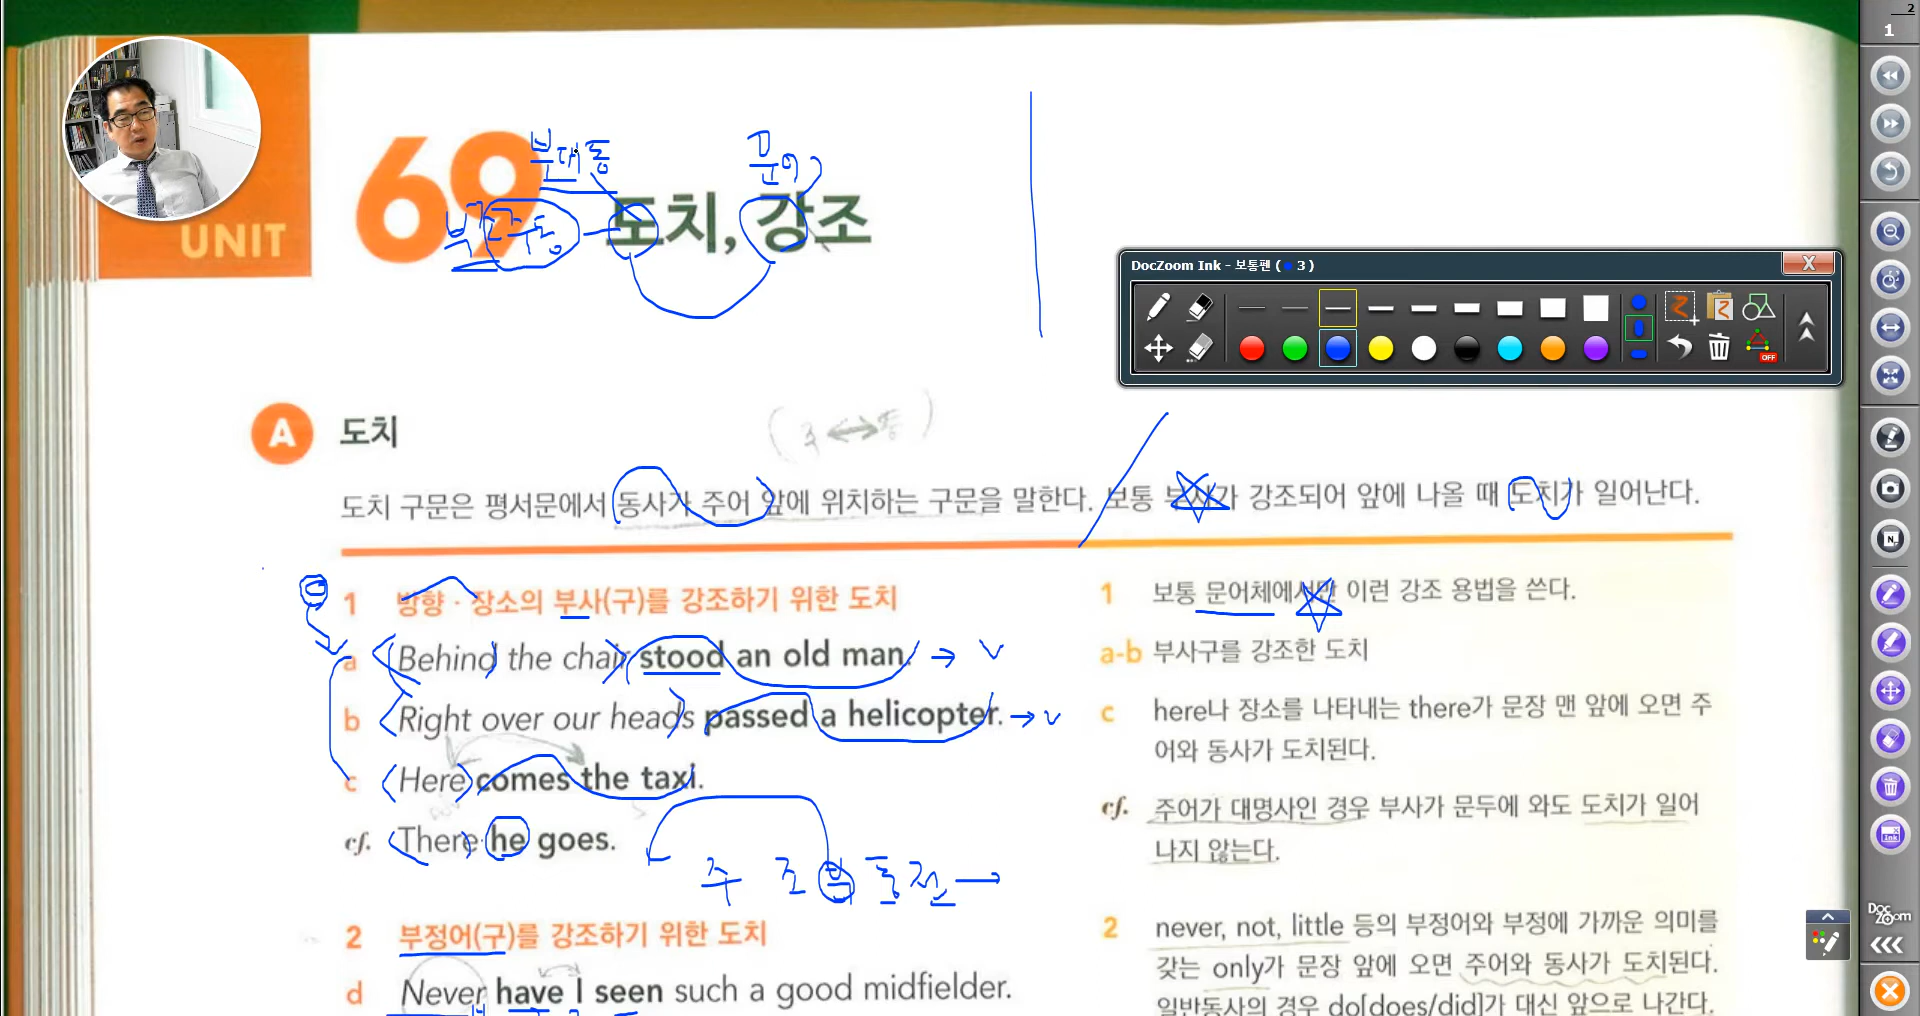 2
1
69
UNIT
도치, 강조
부대동
문어
부
주동
DocZoom Ink - 보통펜 ( 3 )
X
OFF
A 도치
(주 ↔ 동)
도치 구문은 평서문에서 동사가 주어 앞에 위치하는 구문을 말한다. 보통 부사가 강조되어 앞에 나올 때 도치가 일어난다.
1 방향 · 장소의 부사(구)를 강조하기 위한 도치
a Behind the chair stood an old man. → v
b Right over our heads passed a helicopter. → v
c Here comes the taxi.
cf. There he goes.
주 조 부 동 전 →
2 부정어(구)를 강조하기 위한 도치
d Never have I seen such a good midfielder.
1 보통 문어체에서만 이런 강조 용법을 쓴다.
a-b 부사구를 강조한 도치
c here나 장소를 나타내는 there가 문장 맨 앞에 오면 주
어와 동사가 도치된다.
cf. 주어가 대명사인 경우 부사가 문두에 와도 도치가 일어
나지 않는다.
2 never, not, little 등의 부정어와 부정에 가까운 의미를
갖는 only가 문장 앞에 오면 주어와 동사가 도치된다.
일반동사의 경우 do[does/did]가 대신 앞으로 나간다.
Doc
Zoom